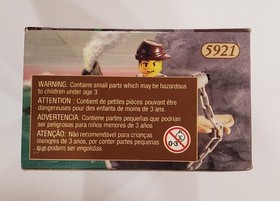 5921
WARNING: Contains small parts which may be hazardous
to children under age 3
ATTENTION : Contient de petites pièces pouvant être
dangereuses pour des enfants de moins de 3 ans.
ADVERTENCIA: Contiene partes pequeñas que podrían
ser peligrosas para niños menores de 3 años
ATENÇÃO: Não recomendável para crianças
menores de 3 anos, por conter partes pequenas
que podem ser engolidas.
0-3